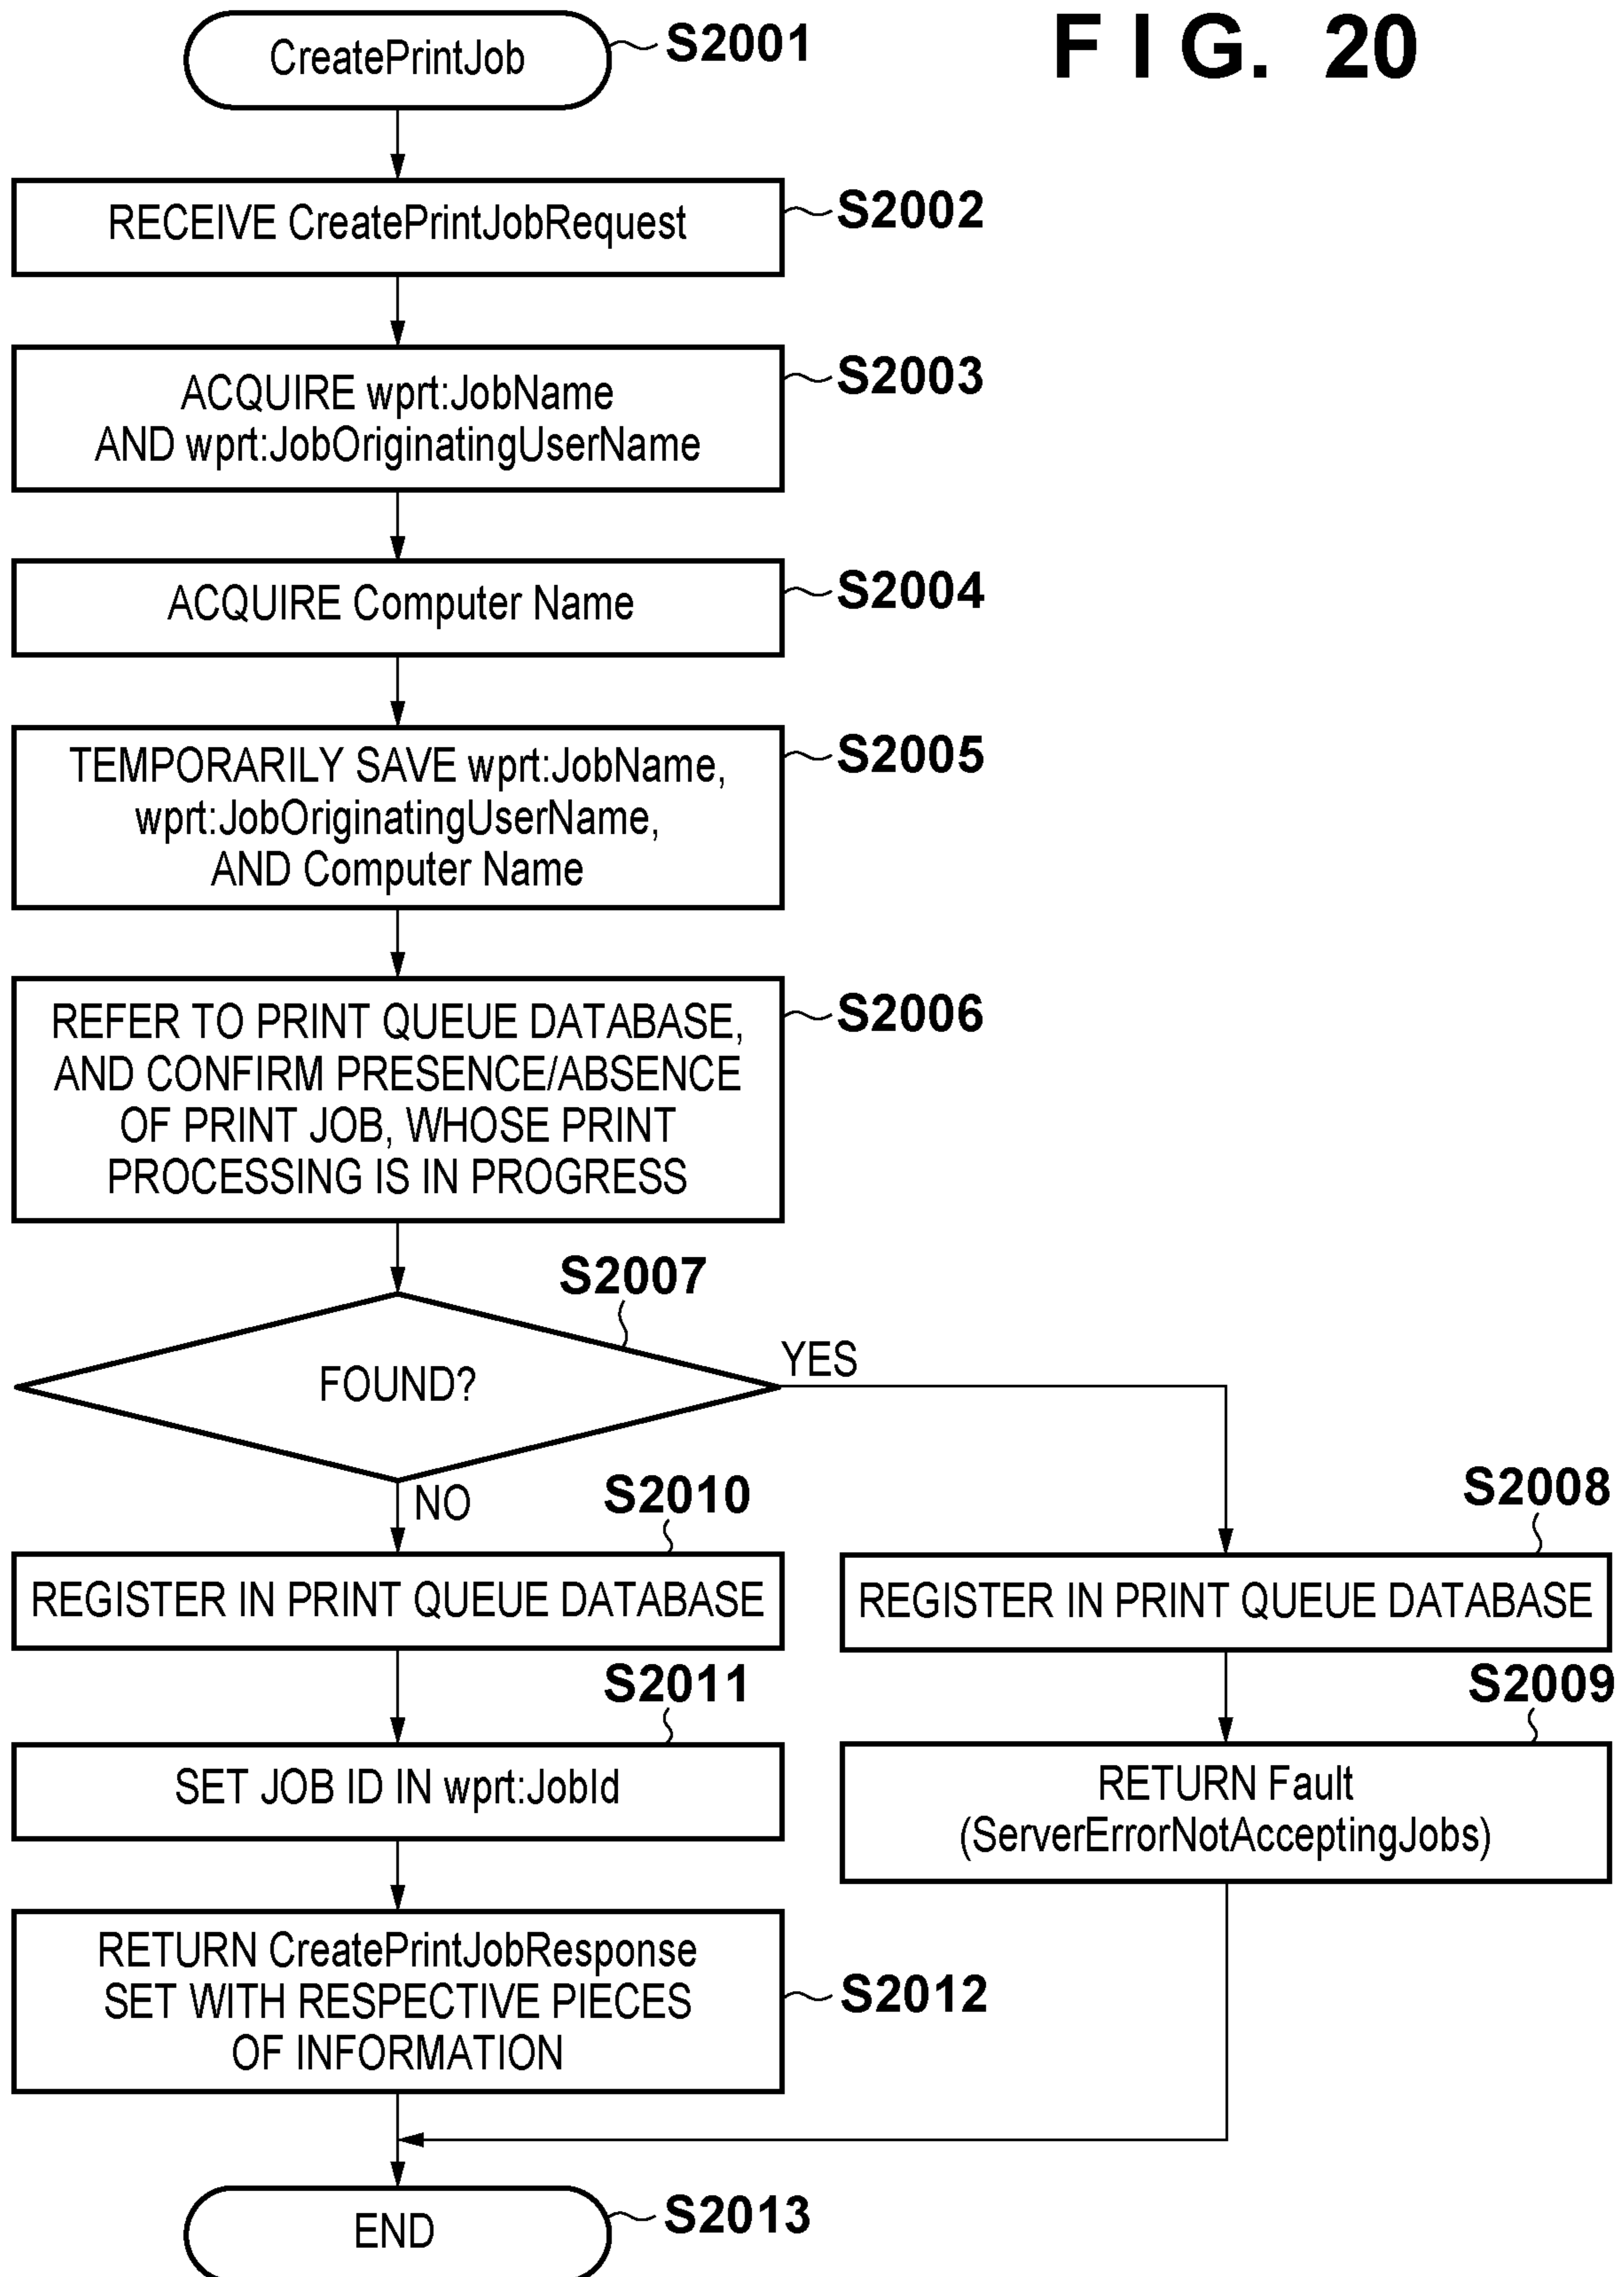 FIG. 20
CreatePrintJob
S2001
RECEIVE CreatePrintJobRequest
S2002
ACQUIRE wprt:JobName
AND wprt:JobOriginatingUserName
S2003
ACQUIRE Computer Name
S2004
TEMPORARILY SAVE wprt:JobName,
wprt:JobOriginatingUserName,
AND Computer Name
S2005
REFER TO PRINT QUEUE DATABASE,
AND CONFIRM PRESENCE/ABSENCE
OF PRINT JOB, WHOSE PRINT
PROCESSING IS IN PROGRESS
S2006
S2007
FOUND?
YES
NO
S2010
REGISTER IN PRINT QUEUE DATABASE
S2008
REGISTER IN PRINT QUEUE DATABASE
S2011
SET JOB ID IN wprt:JobId
S2009
RETURN Fault
(ServerErrorNotAcceptingJobs)
RETURN CreatePrintJobResponse
SET WITH RESPECTIVE PIECES
OF INFORMATION
S2012
END
S2013